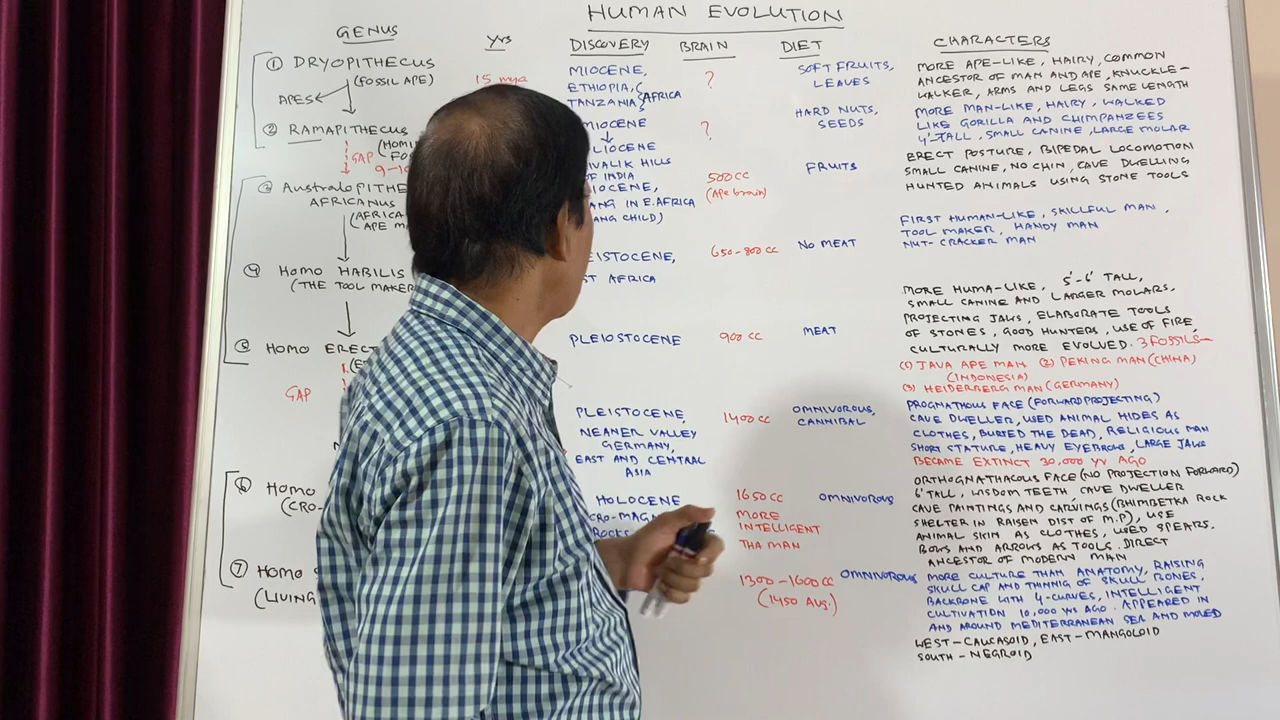 HUMAN EVOLUTION
GENUS
YRS
DISCOVERY
BRAIN
DIET
CHARACTERS
① DRYOPITHECUS
(FOSSIL APE)
APES
15 mya
MIOCENE,
ETHIOPIA,
TANZANIA, AFRICA
?
SOFT FRUITS,
LEAVES
MORE APE-LIKE, HAIRY, COMMON
ANCESTOR OF MAN AND APE, KNUCKLE-
WALKER, ARMS AND LEGS SAME LENGTH
② RAMAPITHECUS
GAP
MIOCENE
OF INDIA
?
HARD NUTS,
SEEDS
MORE MAN-LIKE, HAIRY, WALKED
LIKE GORILLA AND CHIMPANZEES
4'-TALL, SMALL CANINE, LARGE MOLAR
AFRICANUS
IN E. AFRICA
CHILD)
500 CC
(Ape brain)
FRUITS
ERECT POSTURE, BIPEDAL LOCOMOTION
SMALL CANINE, NO CHIN, CAVE DWELLING
HUNTED ANIMALS USING STONE TOOLS
④ HOMO HABILIS
(THE TOOL MAKER
AFRICA
650-800 CC
NO MEAT
FIRST HUMAN-LIKE, SKILLFUL MAN,
TOOL MAKER, HANDY MAN
NUT-CRACKER MAN
⑤ HOMO ERECT
GAP
PLEIOSTOCENE
900 CC
MEAT
MORE HUMA-LIKE, 5'-6' TALL,
SMALL CANINE AND LARGER MOLARS,
PROJECTING JAWS, ELABORATE TOOLS
OF STONES, GOOD HUNTERS, USE OF FIRE,
CULTURALLY MORE EVOLVED. 3 FOSSILS-
(1) JAVA APE MAN (2) PEKING MAN (CHINA)
(INDONESIA)
(3) HEIDERBERG MAN (GERMANY)
PLEISTOCENE,
NEANER VALLEY
GERMANY,
EAST AND CENTRAL
ASIA
1400 CC
OMNIVOROUS,
CANNIBAL
PROGNATHOUS FACE (FORWARD PROJECTING)
CAVE DWELLER, USED ANIMAL HIDES AS
CLOTHES, BURIED THE DEAD, RELIGIOUS MAN
SHORT STATURE, HEAVY EYEBROWS, LARGE JAWS
BECAME EXTINCT 30,000 yr AGO
⑥ HOMO
(CRO-
HOLOCENE
CRO-MAGN
ROCKS
1650 CC
MORE
INTELLIGENT
THA MAN
OMNIVOROUS
ORTHOGNATHACOUS FACE (NO PROJECTION FORWARD)
6' TALL, WISDOM TEETH, CAVE DWELLER
CAVE PAINTINGS AND CARVINGS (BHIMBETKA ROCK
SHELTER IN RAISEN DIST OF M.P), USE
ANIMAL SKIN AS CLOTHES, USED SPEARS.
BOWS AND ARROWS AS TOOLS. DIRECT
ANCESTOR OF MODERN MAN
⑦ HOMO
(LIVING
1300-1600 CC
(1450 AVG.)
OMNIVOROUS
MORE CULTURE THAN ANATOMY, RAISING
SKULL CAP AND THINNIG OF SKULL BONES,
BACKBONE WITH 4-CURVES, INTELLIGENT
CULTIVATION 10,000 yrs AGO. APPEARED IN
AND AROUND MEDITERRANEAN SEA AND MOVED
WEST-CAUCASOID, EAST-MANGOLOID
SOUTH-NEGROID